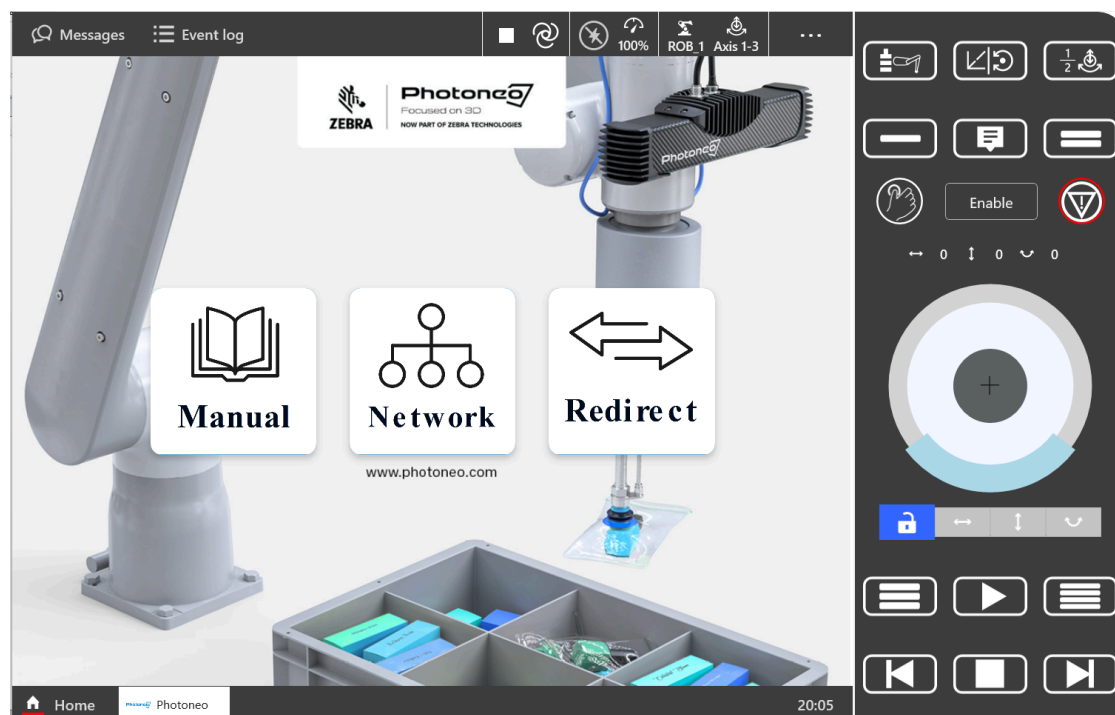 Messages
Event log
100%
ROB_1
Axis 1-3
...
1
2
ZEBRA
Photoneo
Focused on 3D
NOW PART OF ZEBRA TECHNOLOGIES
Photoneo
Enable
0
0
0
Manual
Network
Redirect
www.photoneo.com
Home
Photoneo
Photoneo
20:05